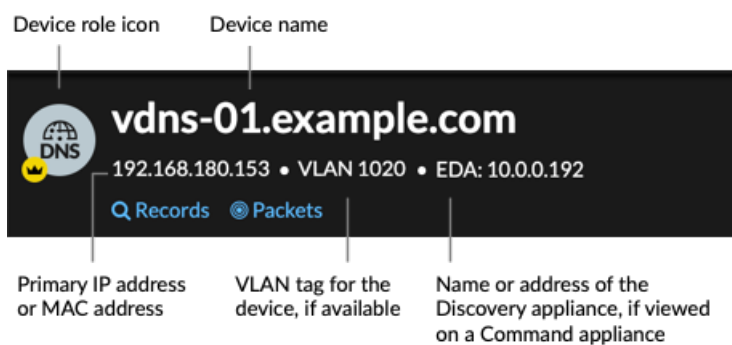 Device role icon
Device name
DNS
vdns-01.example.com
192.168.180.153 • VLAN 1020 • EDA: 10.0.0.192
Records Packets
Primary IP address
or MAC address
VLAN tag for the
device, if available
Name or address of the
Discovery appliance, if viewed
on a Command appliance